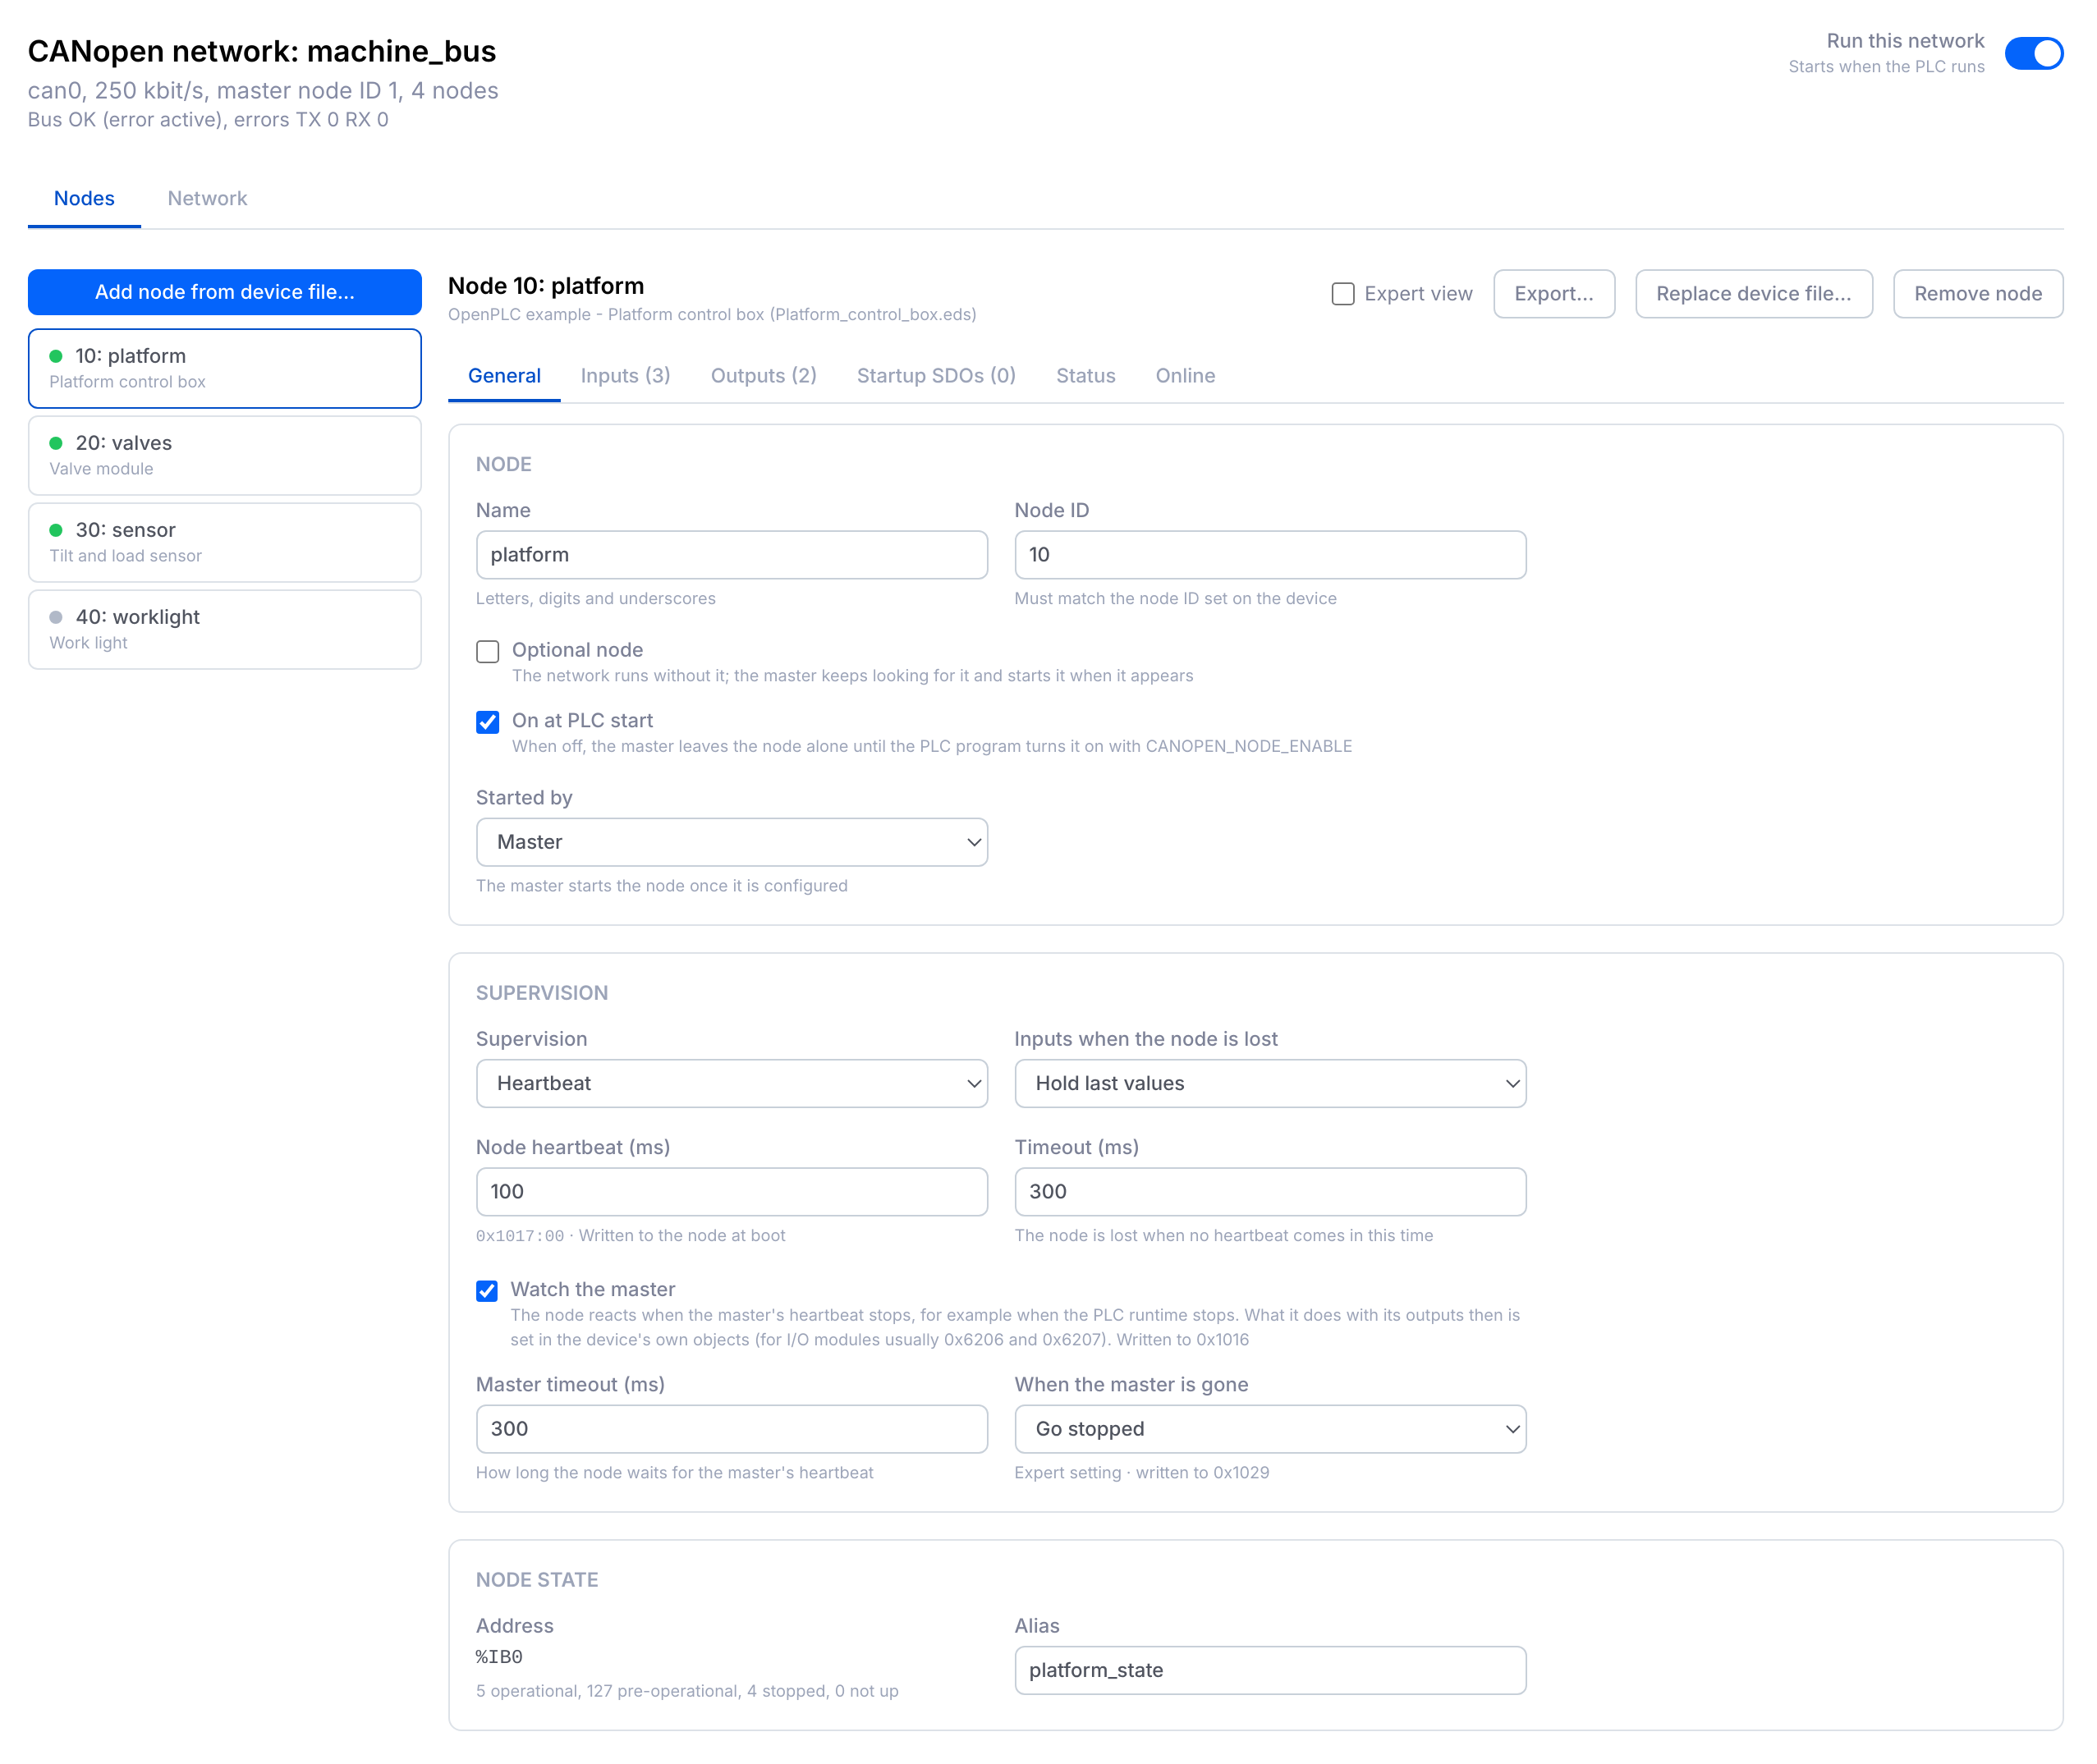 CANopen network: machine_bus
can0, 250 kbit/s, master node ID 1, 4 nodes
Bus OK (error active), errors TX 0 RX 0
Run this network
Starts when the PLC runs
Nodes
Network
Add node from device file...
10: platform
Platform control box
20: valves
Valve module
30: sensor
Tilt and load sensor
40: worklight
Work light
Node 10: platform
OpenPLC example - Platform control box (Platform_control_box.eds)
Expert view
Export...
Replace device file...
Remove node
General
Inputs (3)
Outputs (2)
Startup SDOs (0)
Status
Online
NODE
Name
Node ID
platform
10
Letters, digits and underscores
Must match the node ID set on the device
Optional node
The network runs without it; the master keeps looking for it and starts it when it appears
On at PLC start
When off, the master leaves the node alone until the PLC program turns it on with CANOPEN_NODE_ENABLE
Started by
Master
The master starts the node once it is configured
SUPERVISION
Supervision
Inputs when the node is lost
Heartbeat
Hold last values
Node heartbeat (ms)
Timeout (ms)
100
300
0x1017:00 · Written to the node at boot
The node is lost when no heartbeat comes in this time
Watch the master
The node reacts when the master's heartbeat stops, for example when the PLC runtime stops. What it does with its outputs then is
set in the device's own objects (for I/O modules usually 0x6206 and 0x6207). Written to 0x1016
Master timeout (ms)
When the master is gone
300
Go stopped
How long the node waits for the master's heartbeat
Expert setting · written to 0x1029
NODE STATE
Address
Alias
%IB0
platform_state
5 operational, 127 pre-operational, 4 stopped, 0 not up